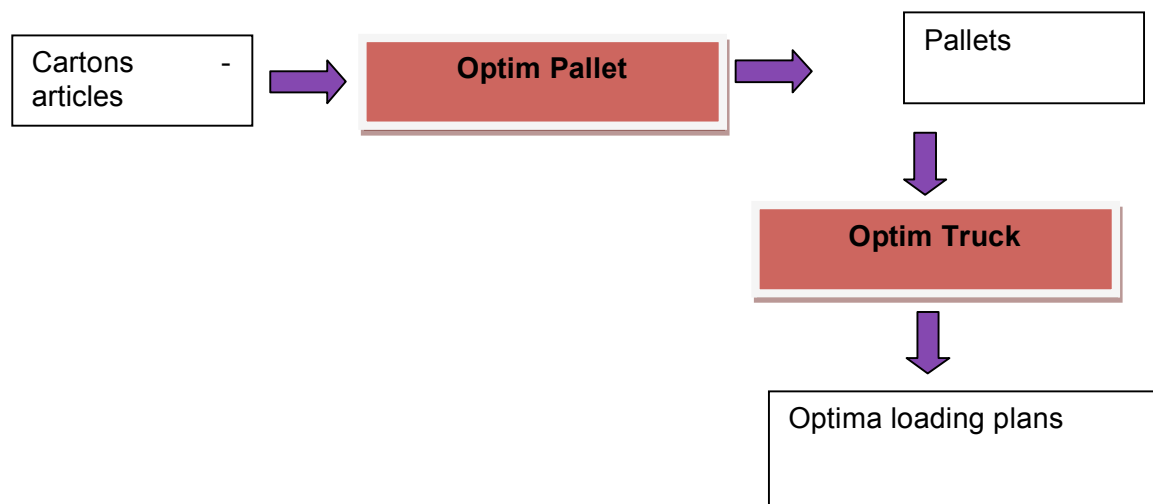 Cartons -
articles
Optim Pallet
Pallets
Optim Truck
Optima loading plans